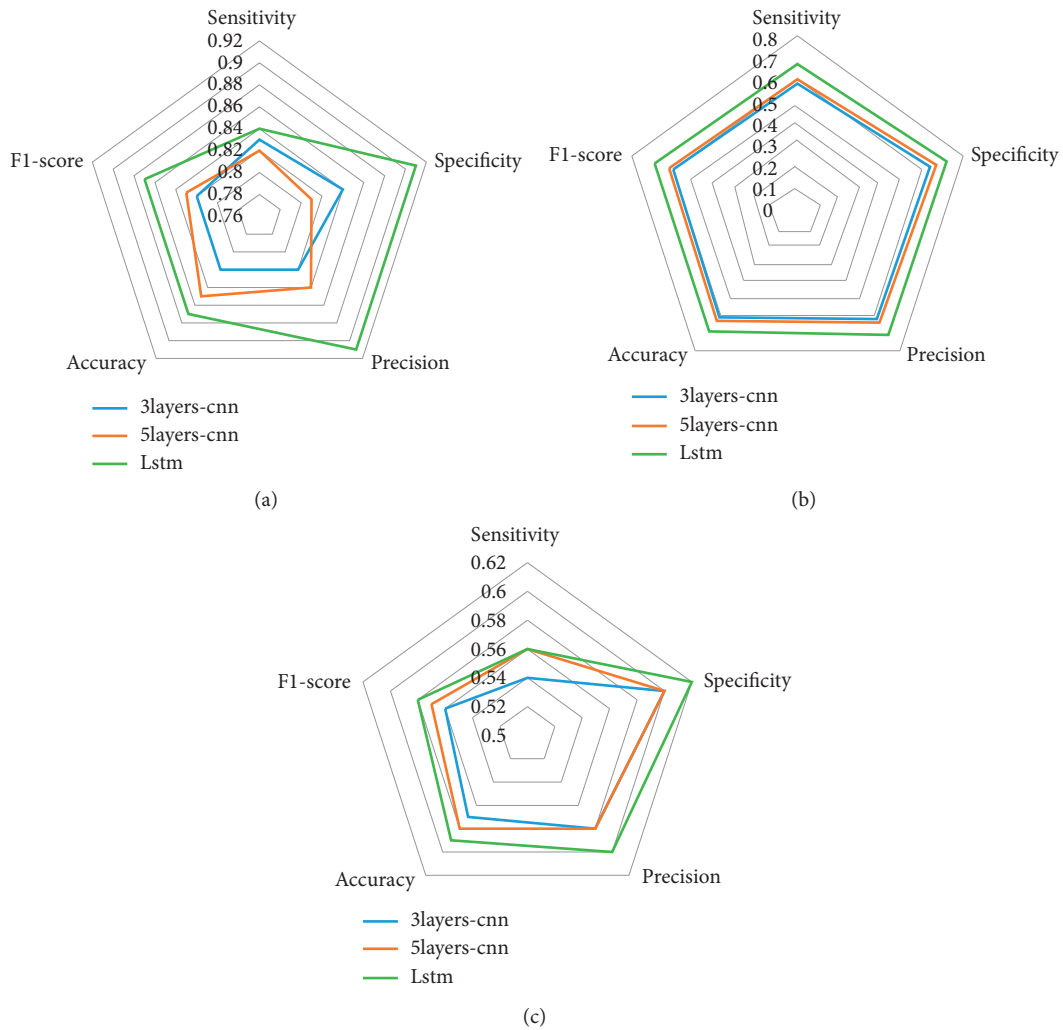 Sensitivity
0.92
0.9
0.88
0.86
0.84
0.82
0.8
0.78
0.76
F1-score
Specificity
Accuracy
Precision
3layers-cnn
5layers-cnn
Lstm
(a)
Sensitivity
0.8
0.7
0.6
0.5
0.4
0.3
0.2
0.1
0
F1-score
Specificity
Accuracy
Precision
3layers-cnn
5layers-cnn
Lstm
(b)
Sensitivity
0.62
0.6
0.58
0.56
0.54
0.52
0.5
F1-score
Specificity
Accuracy
Precision
3layers-cnn
5layers-cnn
Lstm
(c)